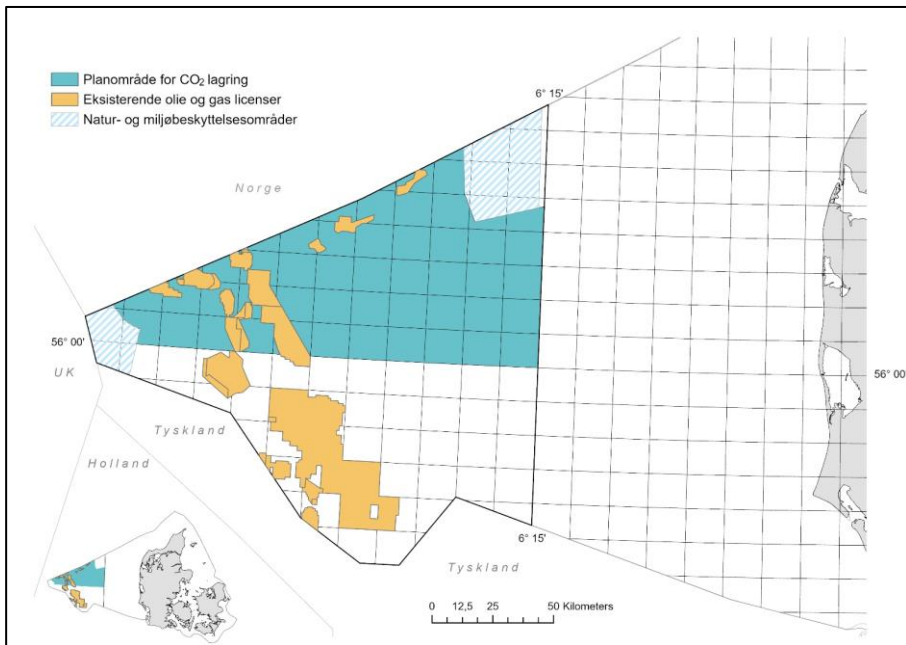 Planområde for CO2 lagring
Eksisterende olie og gas licenser
Natur- og miljøbeskyttelsesområder
6° 15'
Norge
56° 00'
UK
56° 00'
Tyskland
Holland
6° 15'
Tyskland
0 12,5 25 50 Kilometers